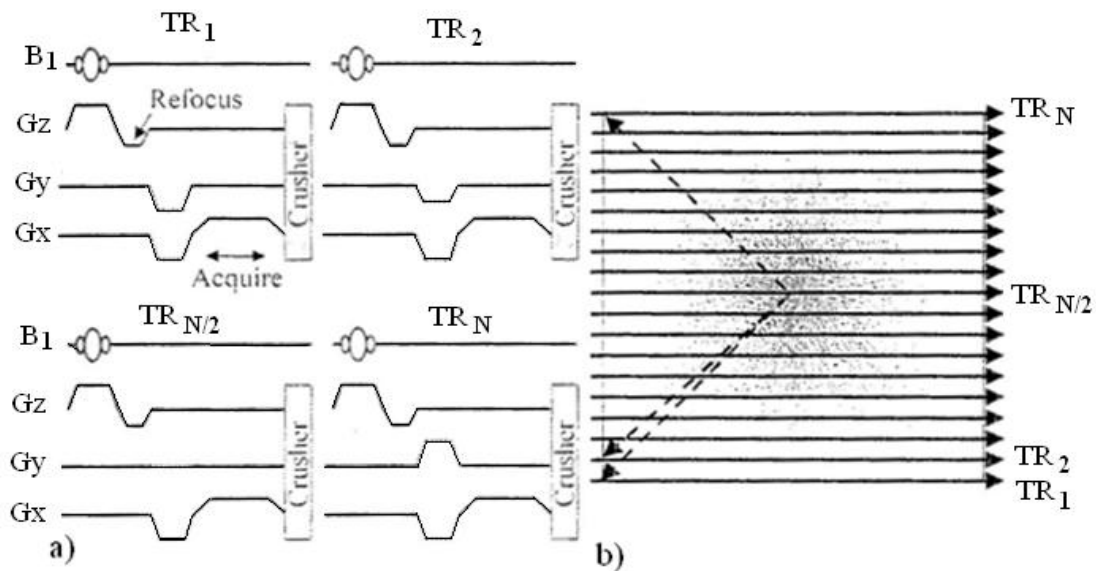 TR1 TR2
B1
Refocus
Gz
TRN
Gy
Crusher Crusher
Gx
Acquire
TRN/2
TRN/2 TRN
B1
Gz
Gy
Crusher Crusher
TR2
Gx
TR1
a) b)